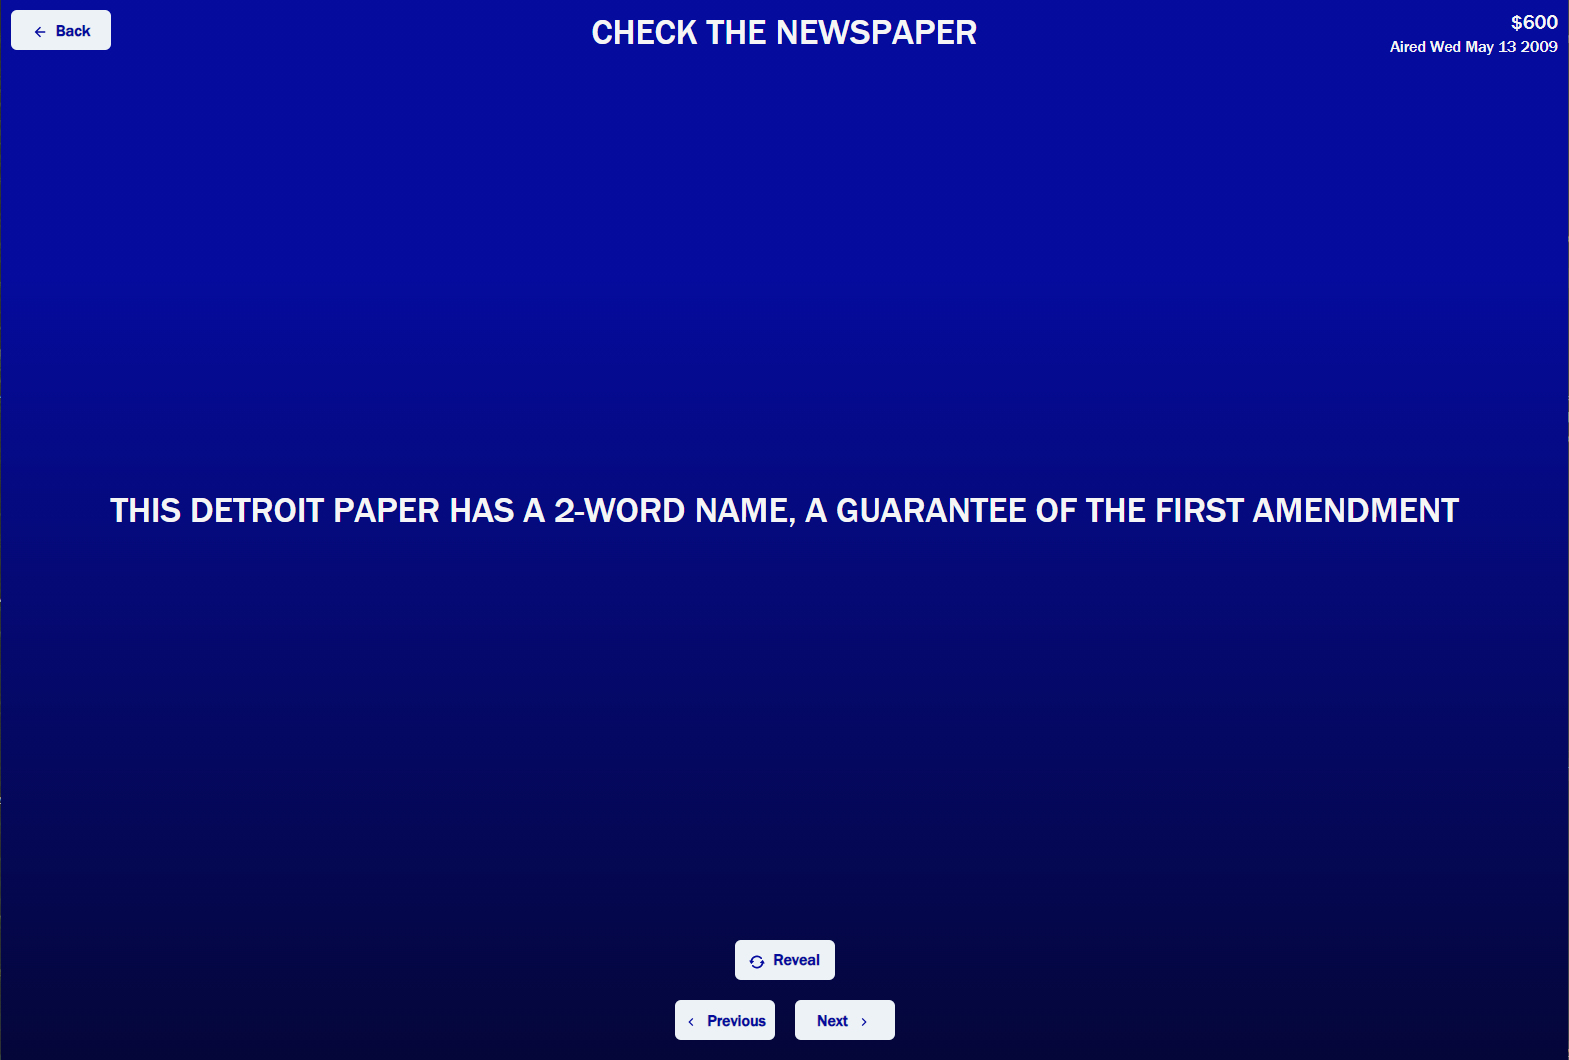 Back
CHECK THE NEWSPAPER
$600
Aired Wed May 13 2009
THIS DETROIT PAPER HAS A 2-WORD NAME, A GUARANTEE OF THE FIRST AMENDMENT
Reveal
Previous
Next